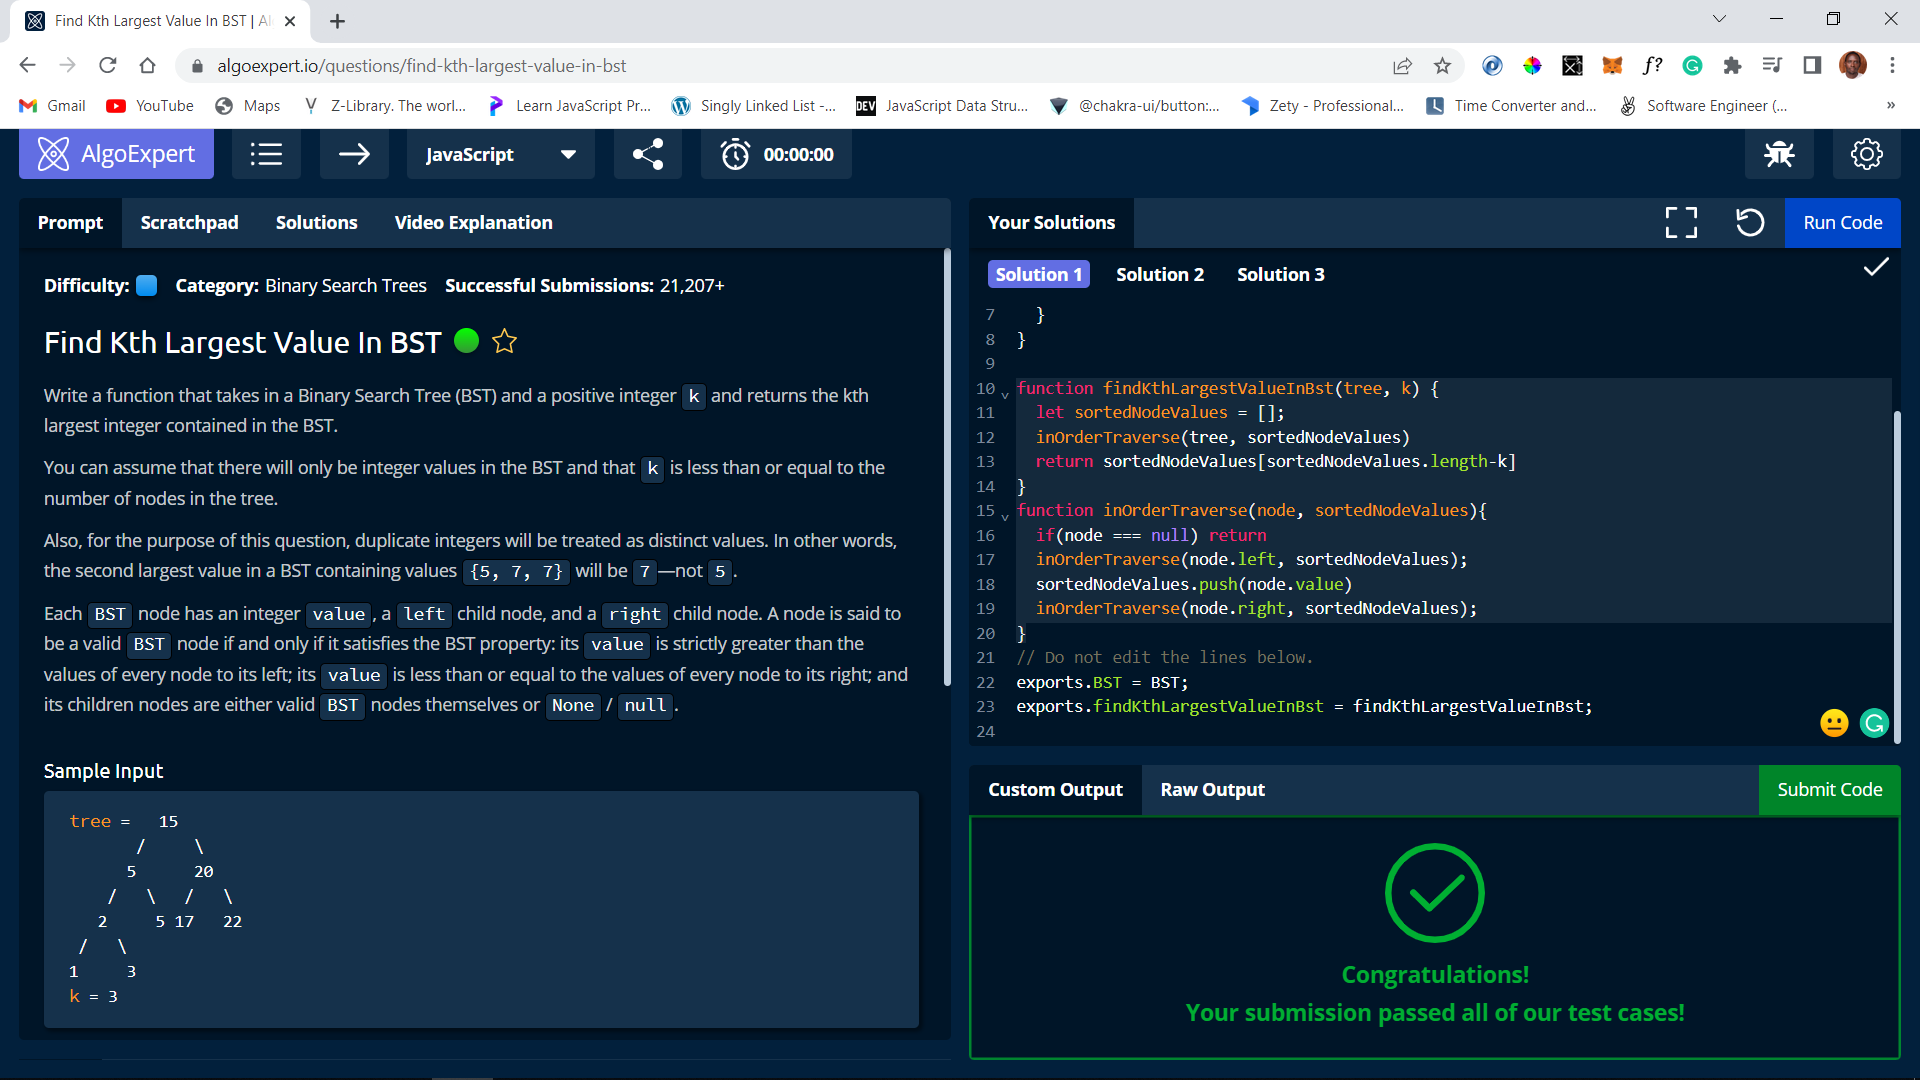 Find Kth Largest Value In BST | Al
algoexpert.io/questions/find-kth-largest-value-in-bst
f?
Gmail YouTube Maps Z-Library. The worl... Learn JavaScript Pr... Singly Linked List -... DEV JavaScript Data Stru... @chakra-ui/button:... Zety - Professional... Time Converter and... Software Engineer (... »
AlgoExpert JavaScript 00:00:00
Prompt Scratchpad Solutions Video Explanation
Difficulty: Category: Binary Search Trees Successful Submissions: 21,207+
Find Kth Largest Value In BST
Write a function that takes in a Binary Search Tree (BST) and a positive integer k and returns the kth
largest integer contained in the BST.
You can assume that there will only be integer values in the BST and that k is less than or equal to the
number of nodes in the tree.
Also, for the purpose of this question, duplicate integers will be treated as distinct values. In other words,
the second largest value in a BST containing values {5, 7, 7} will be 7 —not 5 .
Each BST node has an integer value , a left child node, and a right child node. A node is said to
be a valid BST node if and only if it satisfies the BST property: its value is strictly greater than the
values of every node to its left; its value is less than or equal to the values of every node to its right; and
its children nodes are either valid BST nodes themselves or None / null .
Sample Input
tree =   15
       /     \
      5      20
    /   \   /   \
   2     5 17   22
 /   \
1     3
k = 3
Your Solutions Run Code
Solution 1 Solution 2 Solution 3
7   }
8 }
9
10 function findKthLargestValueInBst(tree, k) {
11   let sortedNodeValues = [];
12   inOrderTraverse(tree, sortedNodeValues)
13   return sortedNodeValues[sortedNodeValues.length-k]
14 }
15 function inOrderTraverse(node, sortedNodeValues){
16   if(node === null) return
17   inOrderTraverse(node.left, sortedNodeValues);
18   sortedNodeValues.push(node.value)
19   inOrderTraverse(node.right, sortedNodeValues);
20 }
21 // Do not edit the lines below.
22 exports.BST = BST;
23 exports.findKthLargestValueInBst = findKthLargestValueInBst;
24
Custom Output Raw Output Submit Code
Congratulations!
Your submission passed all of our test cases!